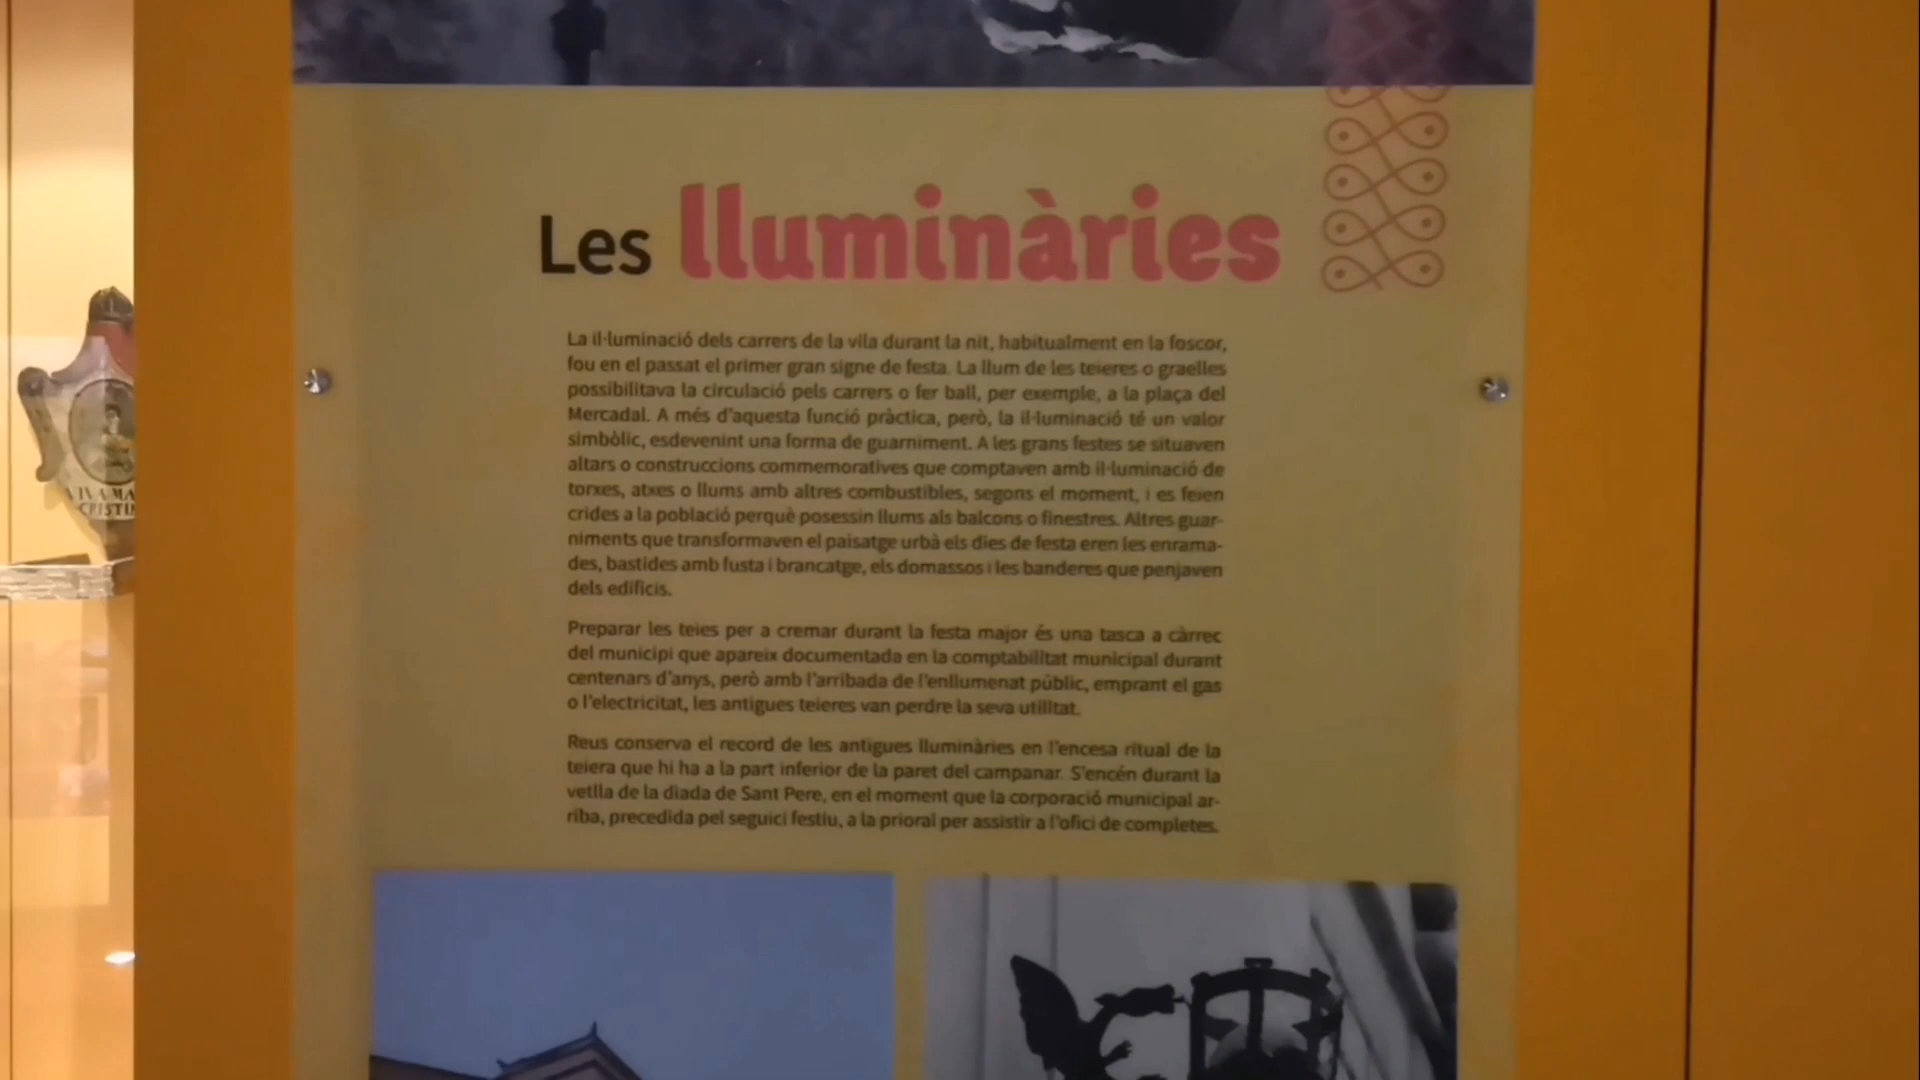 Les lluminàries
La il·luminació dels carrers de la vila durant la nit, habitualment en la foscor,
fou en el passat el primer gran signe de festa. La llum de les teieres o graelles
possibilitava la circulació pels carrers o fer ball, per exemple, a la plaça del
Mercadal. A més d'aquesta funció pràctica, però, la il·luminació té un valor
simbòlic, esdevenint una forma de guarniment. A les grans festes se situaven
altars o construccions commemoratives que comptaven amb il·luminació de
torxes, atxes o llums amb altres combustibles, segons el moment, i es feien
crides a la població perquè posessin llums als balcons o finestres. Altres guar-
niments que transformaven el paisatge urbà els dies de festa eren les enrama-
des, bastides amb fusta i brancatge, els domassos i les banderes que penjaven
dels edificis.
Preparar les teies per a cremar durant la festa major és una tasca a càrrec
del municipi que apareix documentada en la comptabilitat municipal durant
centenars d'anys, però amb l'arribada de l'enllumenat públic, emprant el gas
o l'electricitat, les antigues teieres van perdre la seva utilitat.
Reus conserva el record de les antigues lluminàries en l'encesa ritual de la
teiera que hi ha a la part inferior de la paret del campanar. S'encén durant la
vetlla de la diada de Sant Pere, en el moment que la corporació municipal ar-
riba, precedida pel seguici festiu, a la prioral per assistir a l'ofici de completes.
VIVA MA
CRISTIN